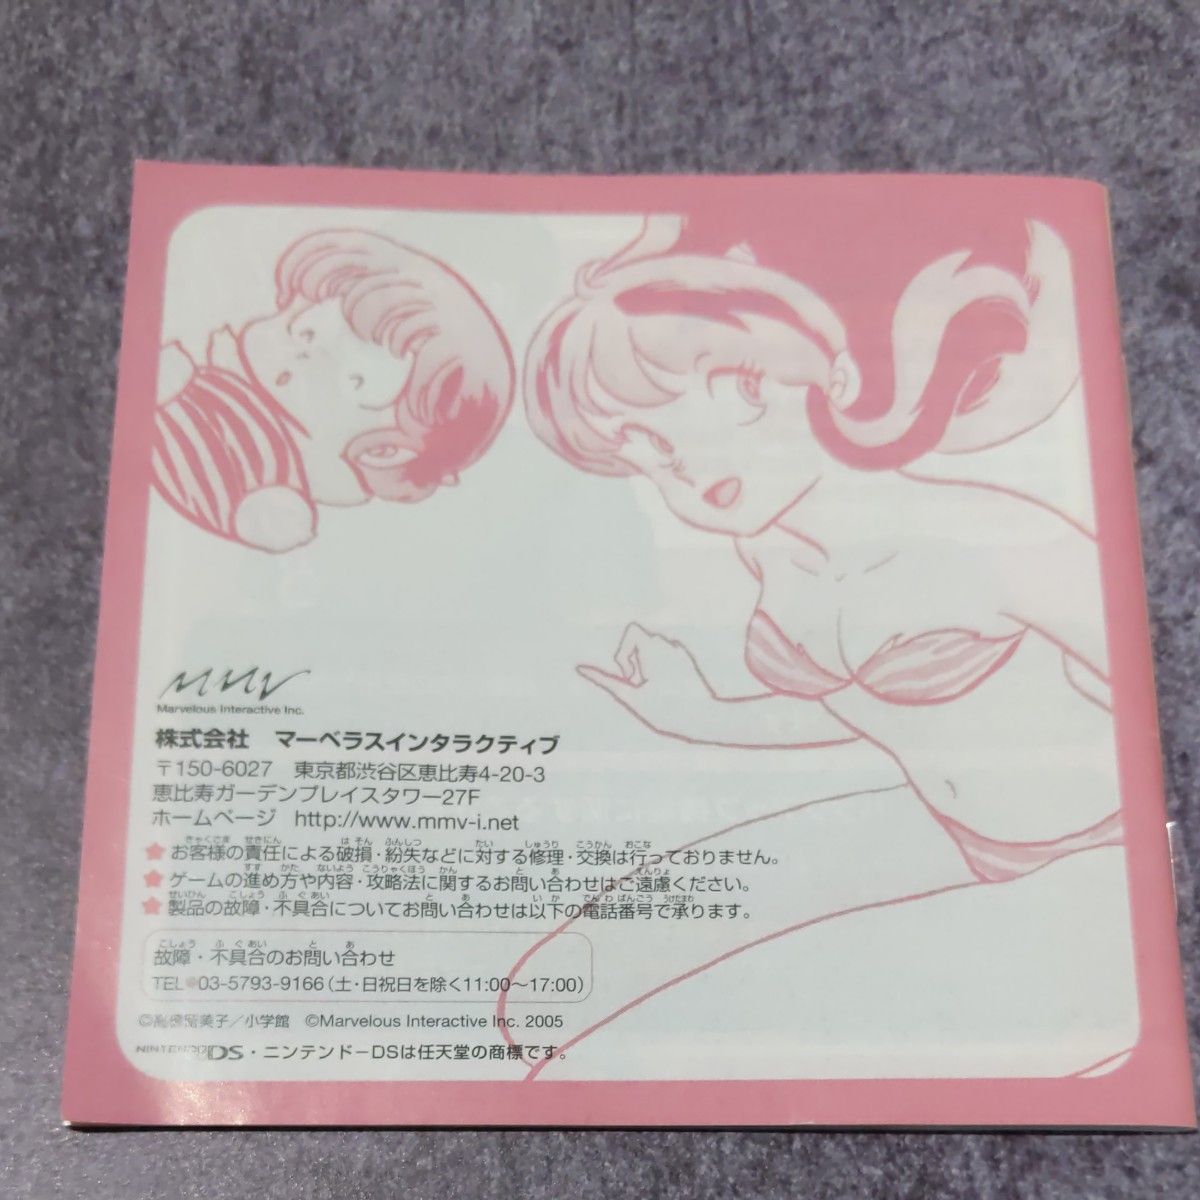 MMV
Marvelous Interactive Inc.
株式会社　マーベラスインタラクティブ
〒150-6027　東京都渋谷区恵比寿4-20-3
恵比寿ガーデンプレイスタワー27F
ホームページ　http://www.mmv-i.net
★お客様の責任による破損・紛失などに対する修理・交換は行っておりません。
★ゲームの進め方や内容・攻略法に関するお問い合わせはご遠慮ください。
★製品の故障・不具合についてお問い合わせは以下の電話番号で承ります。
故障・不具合のお問い合わせ
TEL●03-5793-9166（土・日祝日を除く11:00〜17:00）
©高橋留美子／小学館　©Marvelous Interactive Inc. 2005
NINTENDO DS・ニンテンドーDSは任天堂の商標です。